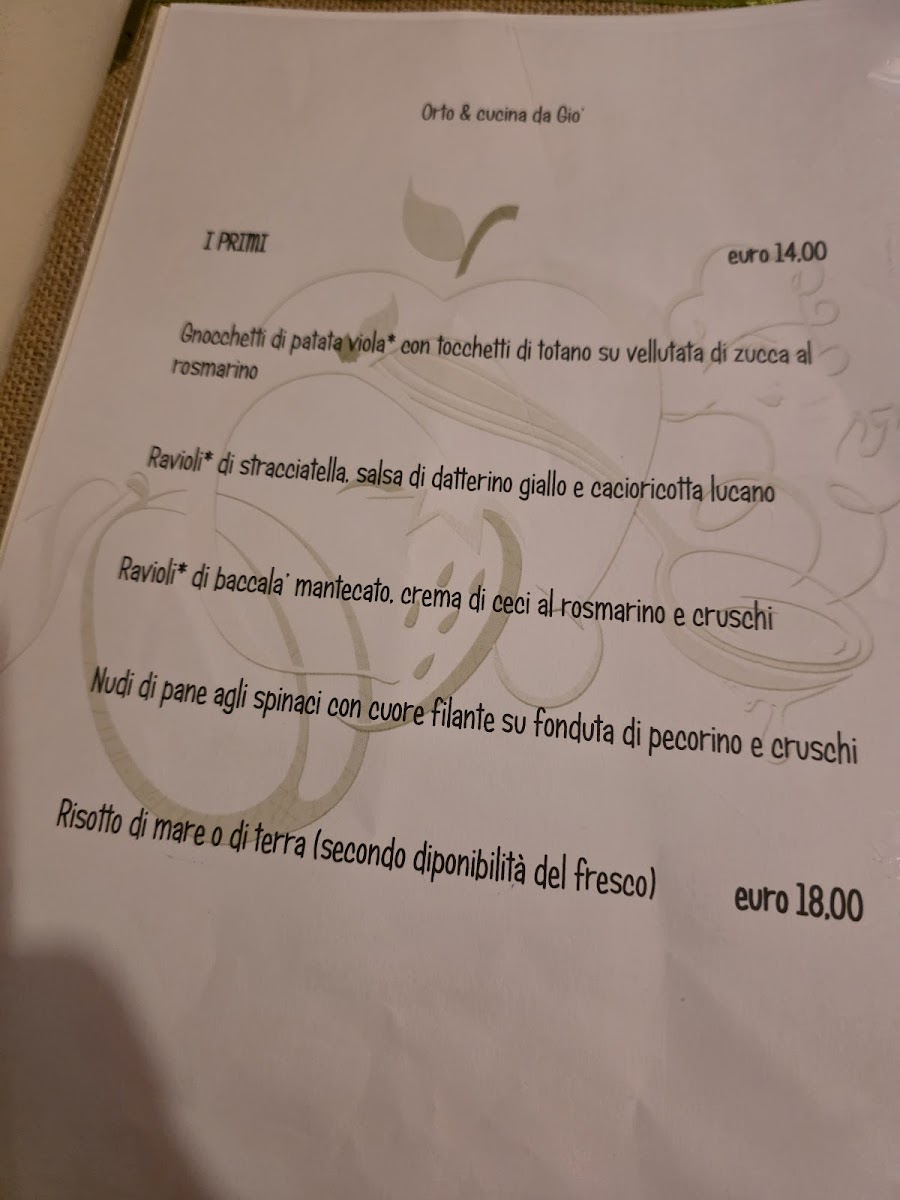 Orto & cucina da Gio'
I PRIMI euro 14,00
Gnocchetti di patata viola* con tocchetti di totano su vellutata di zucca al
rosmarino
Ravioli* di stracciatella, salsa di datterino giallo e cacioricotta lucano
Ravioli* di baccala' mantecato, crema di ceci al rosmarino e cruschi
Nudi di pane agli spinaci con cuore filante su fonduta di pecorino e cruschi
Risotto di mare o di terra (secondo diponibilità del fresco) euro 18,00